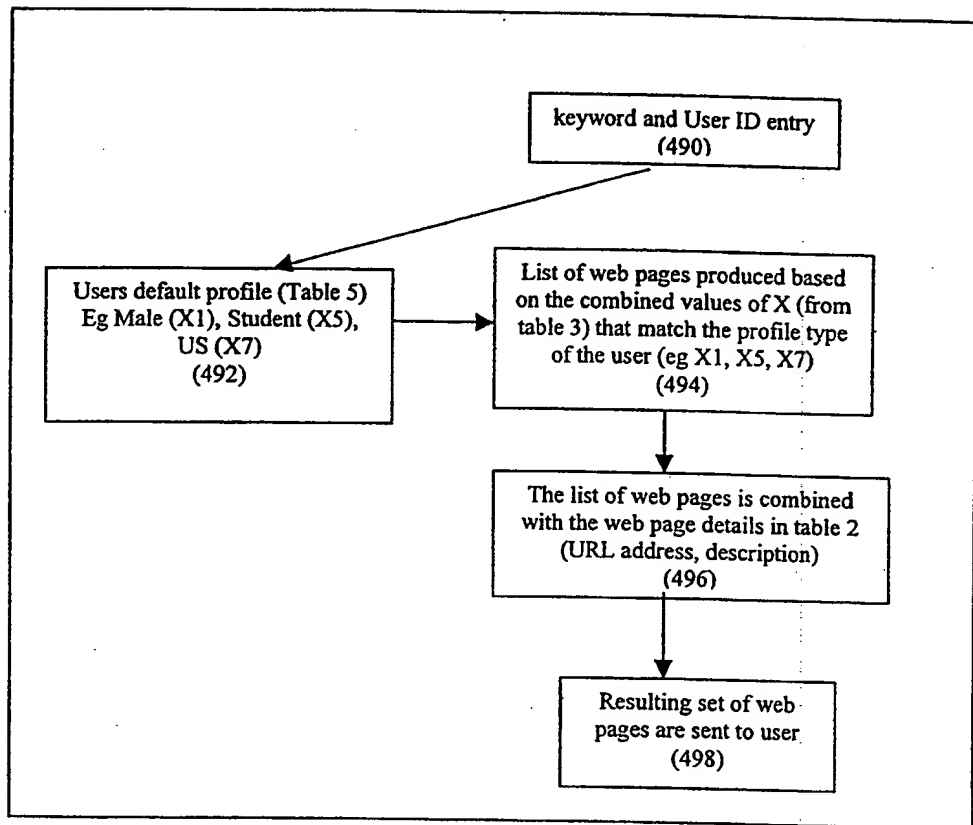 keyword and User ID entry
(490)
Users default profile (Table 5)
Eg Male (X1), Student (X5),
US (X7)
(492)
List of web pages produced based
on the combined values of X (from
table 3) that match the profile type
of the user (eg X1, X5, X7)
(494)
The list of web pages is combined
with the web page details in table 2
(URL address, description)
(496)
Resulting set of web
pages are sent to user
(498)